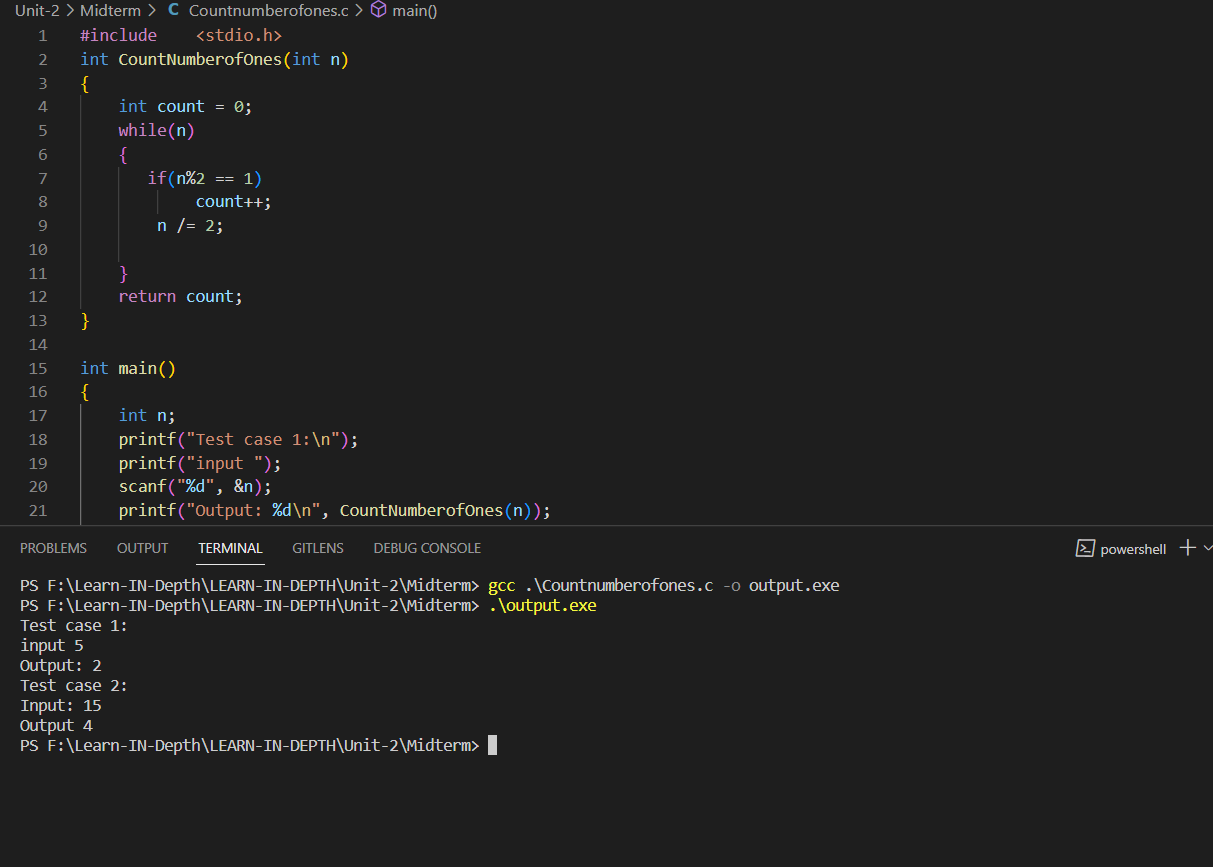 Unit-2 > Midterm > C Countnumberofones.c > main()
1 #include    <stdio.h>
2 int CountNumberofOnes(int n)
3 {
4     int count = 0;
5     while(n)
6     {
7        if(n%2 == 1)
8             count++;
9         n /= 2;
10
11     }
12     return count;
13 }
14
15 int main()
16 {
17     int n;
18     printf("Test case 1:\n");
19     printf("input ");
20     scanf("%d", &n);
21     printf("Output: %d\n", CountNumberofOnes(n));
PROBLEMS OUTPUT TERMINAL GITLENS DEBUG CONSOLE powershell
PS F:\Learn-IN-Depth\LEARN-IN-DEPTH\Unit-2\Midterm> gcc .\Countnumberofones.c -o output.exe
PS F:\Learn-IN-Depth\LEARN-IN-DEPTH\Unit-2\Midterm> .\output.exe
Test case 1:
input 5
Output: 2
Test case 2:
Input: 15
Output 4
PS F:\Learn-IN-Depth\LEARN-IN-DEPTH\Unit-2\Midterm>